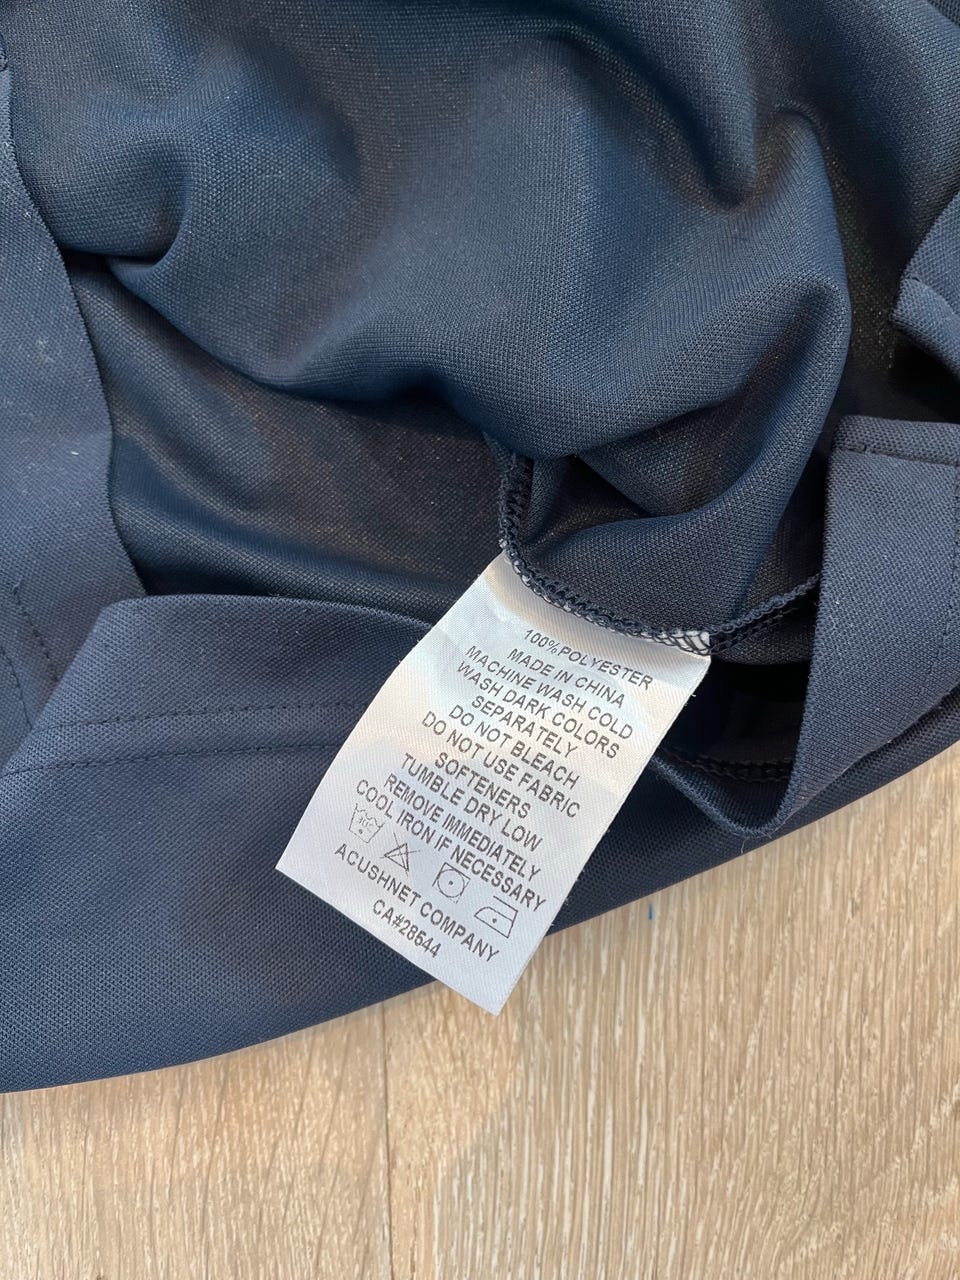 100% POLYESTER
MADE IN CHINA
MACHINE WASH COLD
WASH DARK COLORS
SEPARATELY
DO NOT BLEACH
DO NOT USE FABRIC
SOFTENERS
TUMBLE DRY LOW
REMOVE IMMEDIATELY
COOL IRON IF NECESSARY
30C
ACUSHNET COMPANY
CA#28544